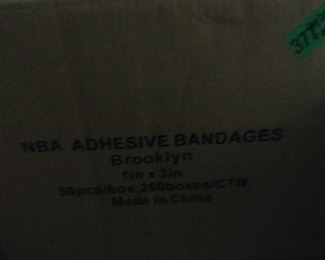 NBA ADHESIVE BANDAGES
Brooklyn
1in x 3in
50pcs/box,200boxes/CTN
Made in China